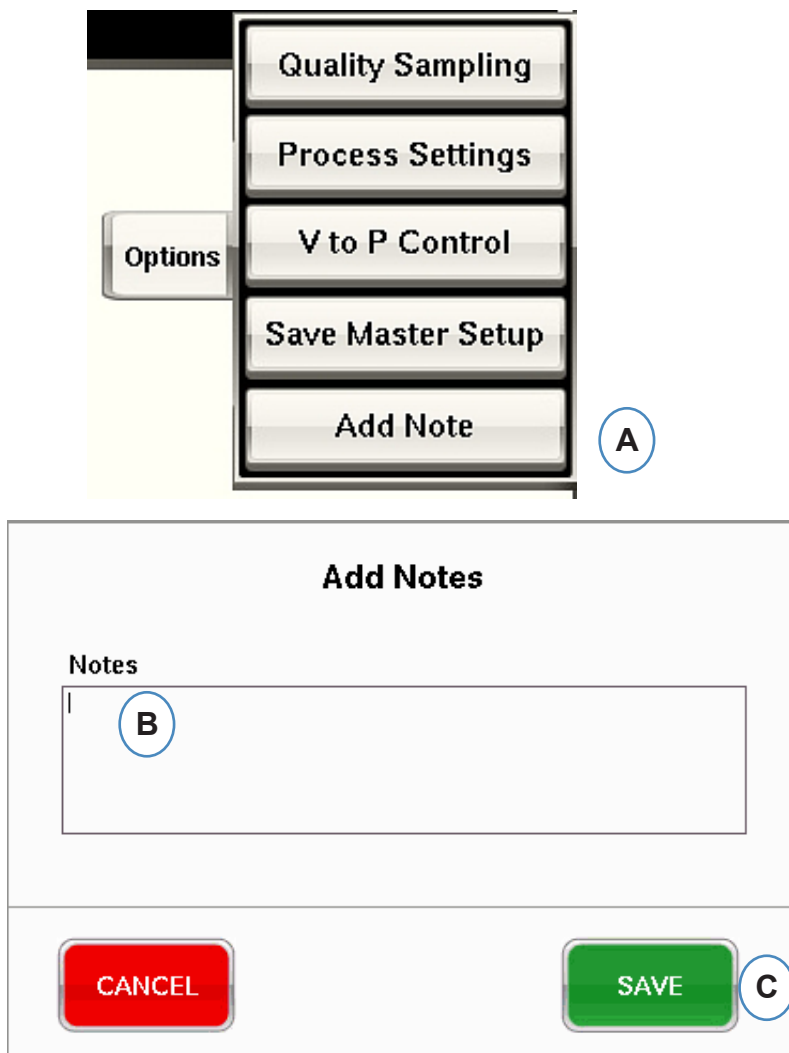 Quality Sampling
Process Settings
Options
V to P Control
Save Master Setup
Add Note
A
Add Notes
Notes
B
CANCEL
SAVE
C